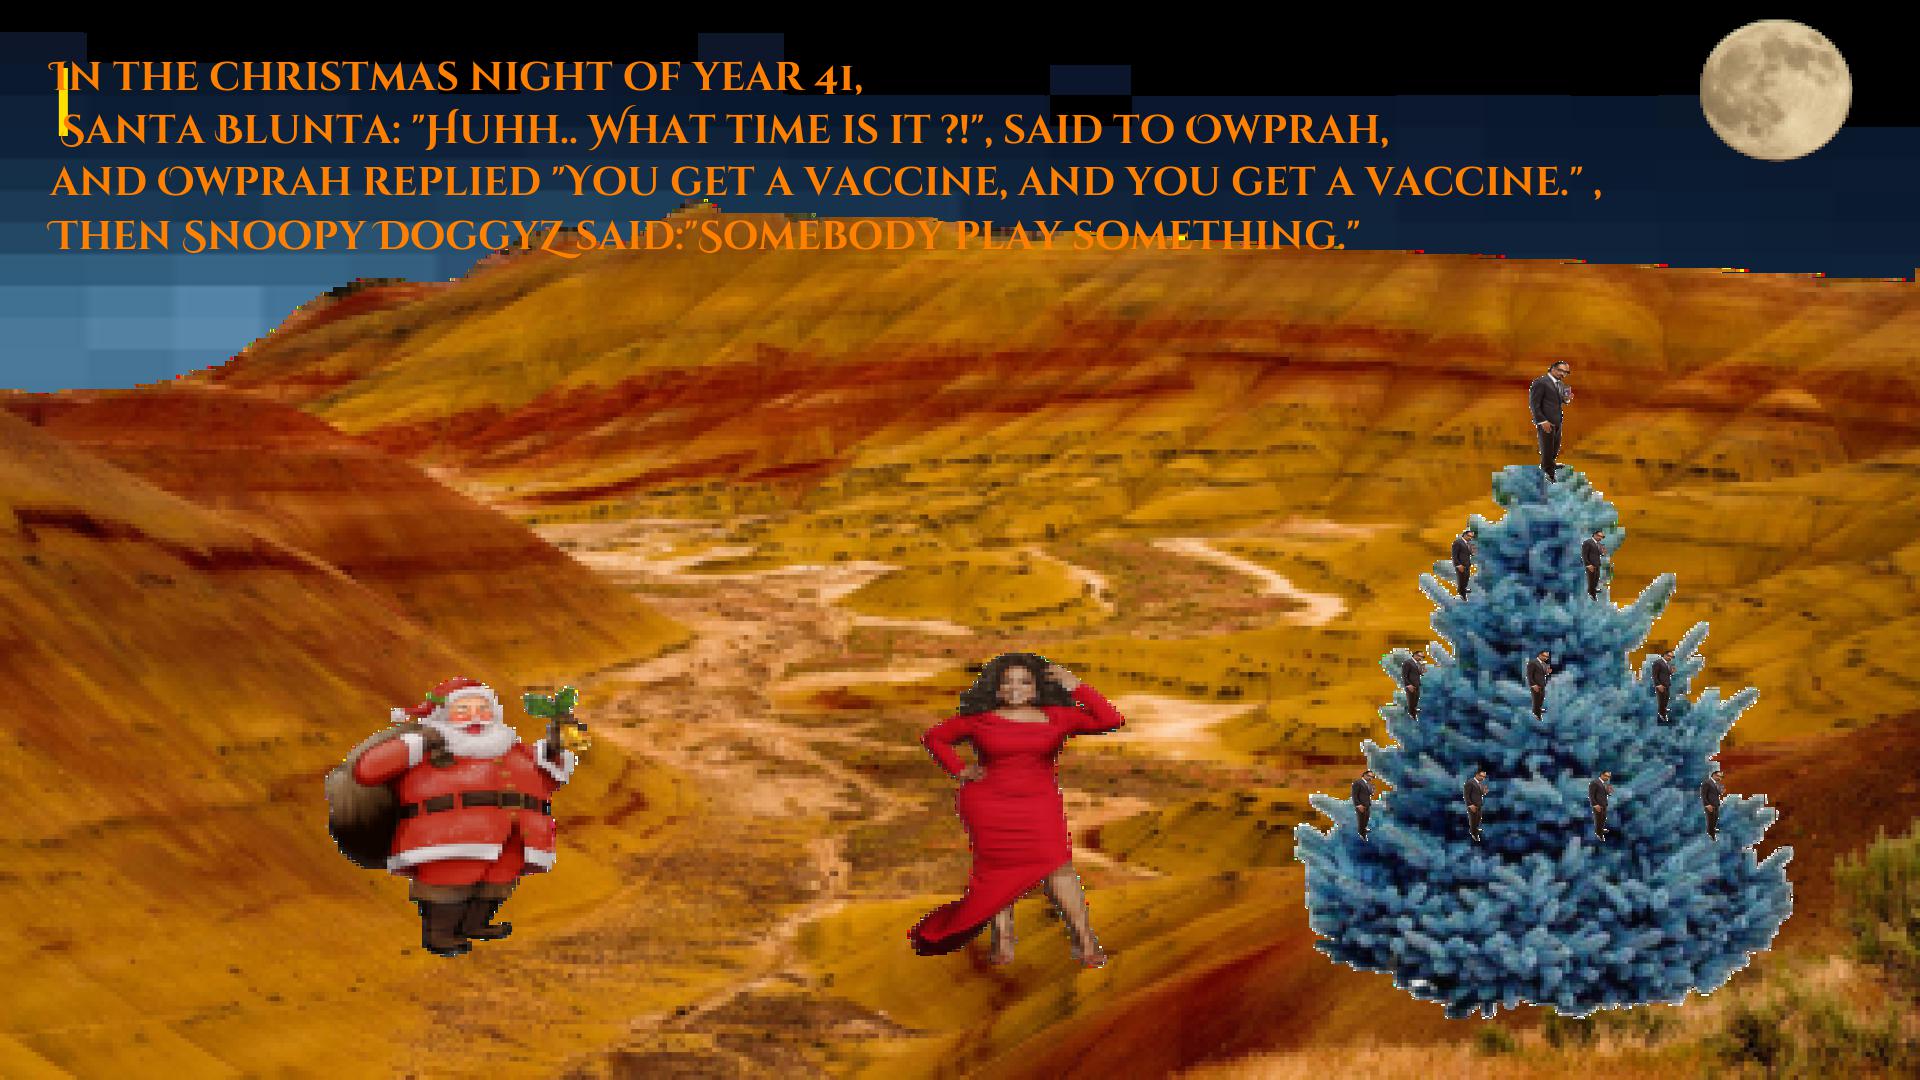 In the Christmas night of year 41,
Santa Blunta: "Huhh.. What time is it ?!", said to Owprah,
and Owprah replied "You get a vaccine, and you get a vaccine." ,
Then Snoopy Doggyz said:"Somebody play something."